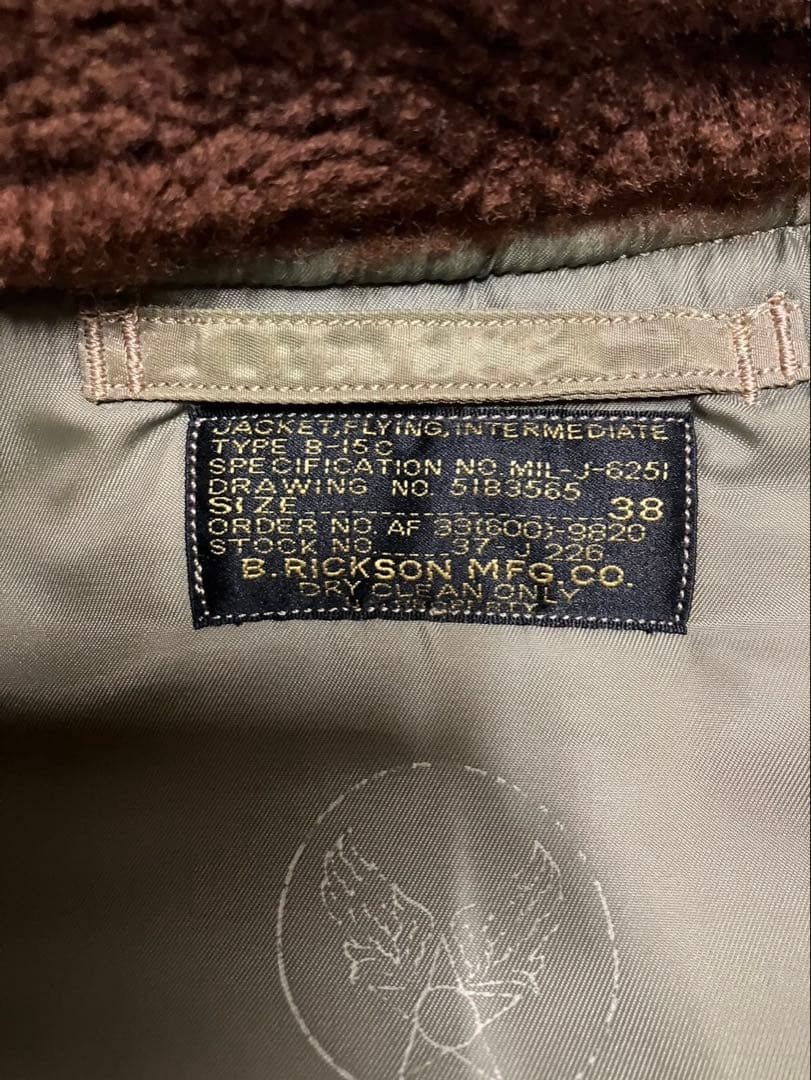 JACKET, FLYING, INTERMEDIATE
TYPE B-15C
SPECIFICATION NO. MIL-J-6251
DRAWING NO. 51B3565
SIZE 38
ORDER NO. AF 33(600)-9820
STOCK NO. 37-J 226
B. RICKSON MFG. CO.
DRY CLEAN ONLY